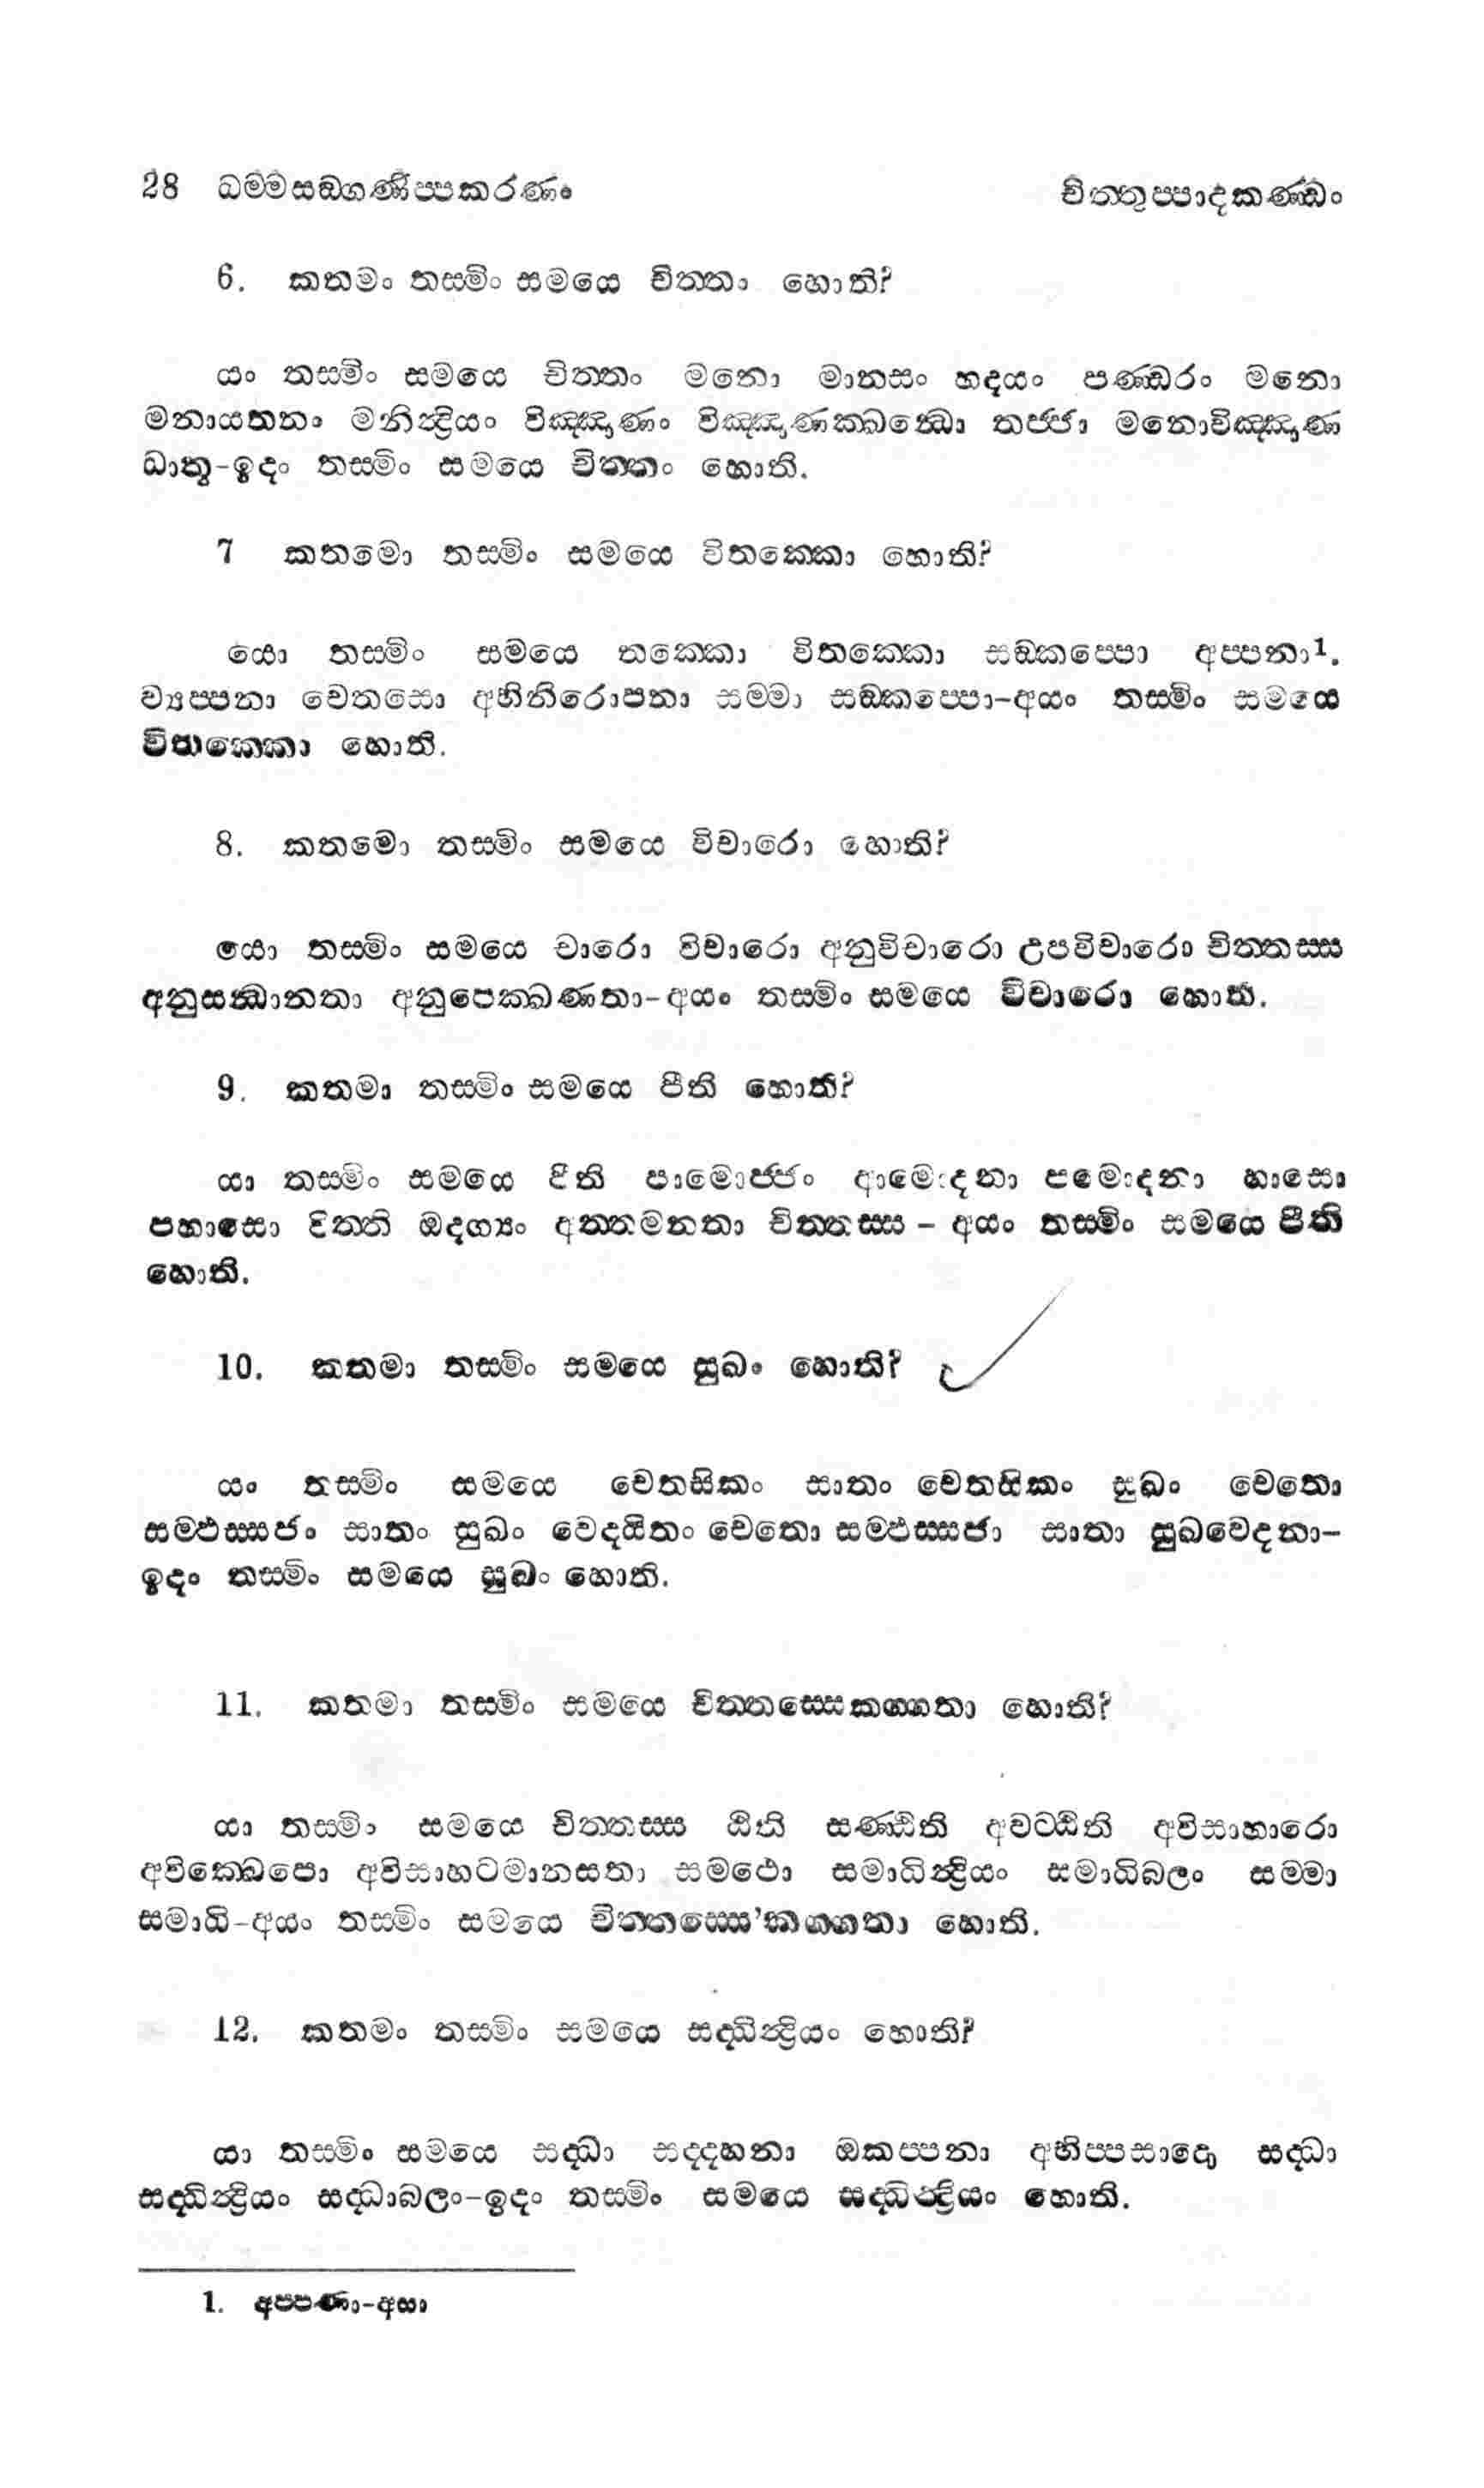 28 ධම්මසඞ්ගණිප්පකරණං චිත්තුප්පාදකණ්ඩං
6. කතමං තස්මිං සමයෙ චිත්තං හොති?
යං තස්මිං සමයෙ චිත්තං මනො මානසං හදයං පණ්ඩරං මනො
මනායතනං මනින්ද්‍රියං විඤ්ඤාණං විඤ්ඤාණක්ඛන්ධො තජ්ජා මනොවිඤ්ඤාණ
ධාතු-ඉදං තස්මිං සමයෙ චිත්තං හොති.
7 කතමො තස්මිං සමයෙ විතක්කො හොති?
යො තස්මිං සමයෙ තක්කො විතක්කො සඞ්කප්පො අප්පනා1.
ව්‍යප්පනා චෙතසො අභිනිරොපනා සම්මා සඞ්කප්පො-අයං තස්මිං සමයෙ
විතක්කො හොති.
8. කතමො තස්මිං සමයෙ විචාරො හොති?
යො තස්මිං සමයෙ චාරො විචාරො අනුවිචාරො උපවිචාරො චිත්තස්ස
අනුසන්ධානතා අනුපෙක්ඛණතා-අයං තස්මිං සමයෙ විචාරො හොති.
9. කතමා තස්මිං සමයෙ පීති හොති?
යා තස්මිං සමයෙ පීති පාමොජ්ජං ආමොදනා පමොදනා හාසො
පහාසො විත්ති ඔදග්‍යං අත්තමනතා චිත්තස්ස - අයං තස්මිං සමයෙ පීති
හොති.
10. කතමා තස්මිං සමයෙ සුඛං හොති?
යං තස්මිං සමයෙ චෙතසිකං සාතං චෙතසිකං සුඛං චෙතො
සම්ඵස්සජං සාතං සුඛං වෙදයිතං චෙතො සම්ඵස්සජා සාතා සුඛවෙදනා-
ඉදං තස්මිං සමයෙ සුඛං හොති.
11. කතමා තස්මිං සමයෙ චිත්තස්සෙකග්ගතා හොති?
යා තස්මිං සමයෙ චිත්තස්ස ඨිති සණ්ඨිති අවට්ඨිති අවිසාහාරො
අවික්ඛෙපො අවිසාහටමානසතා සමථො සමාධින්ද්‍රියං සමාධිබලං සම්මා
සමාධි-අයං තස්මිං සමයෙ චිත්තස්සෙ'කග්ගතා හොති.
12. කතමං තස්මිං සමයෙ සද්ධින්ද්‍රියං හොති?
යා තස්මිං සමයෙ සද්ධා සද්දහනා ඔකප්පනා අභිප්පසාදො සද්ධා
සද්ධින්ද්‍රියං සද්ධාබලං-ඉදං තස්මිං සමයෙ සද්ධින්ද්‍රියං හොති.
1. අප්පණා-අසා